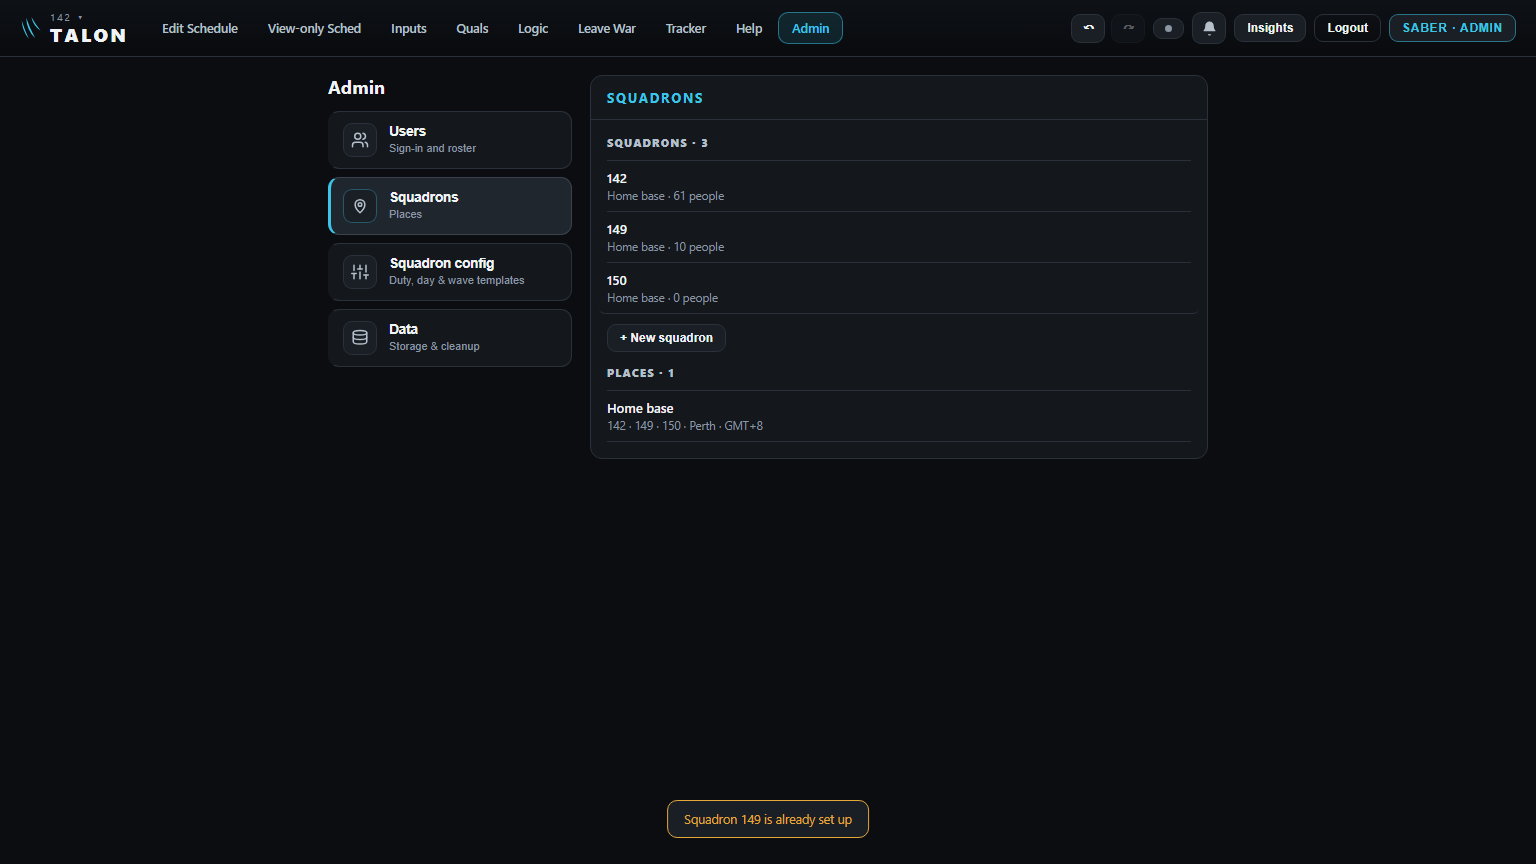 142 ▾
TALON
Edit Schedule
View-only Sched
Inputs
Quals
Logic
Leave War
Tracker
Help
Admin
Insights
Logout
SABER · ADMIN
Admin
Users
Sign-in and roster
Squadrons
Places
Squadron config
Duty, day & wave templates
Data
Storage & cleanup
SQUADRONS
SQUADRONS · 3
142
Home base · 61 people
149
Home base · 10 people
150
Home base · 0 people
+ New squadron
PLACES · 1
Home base
142 · 149 · 150 · Perth · GMT+8
Squadron 149 is already set up